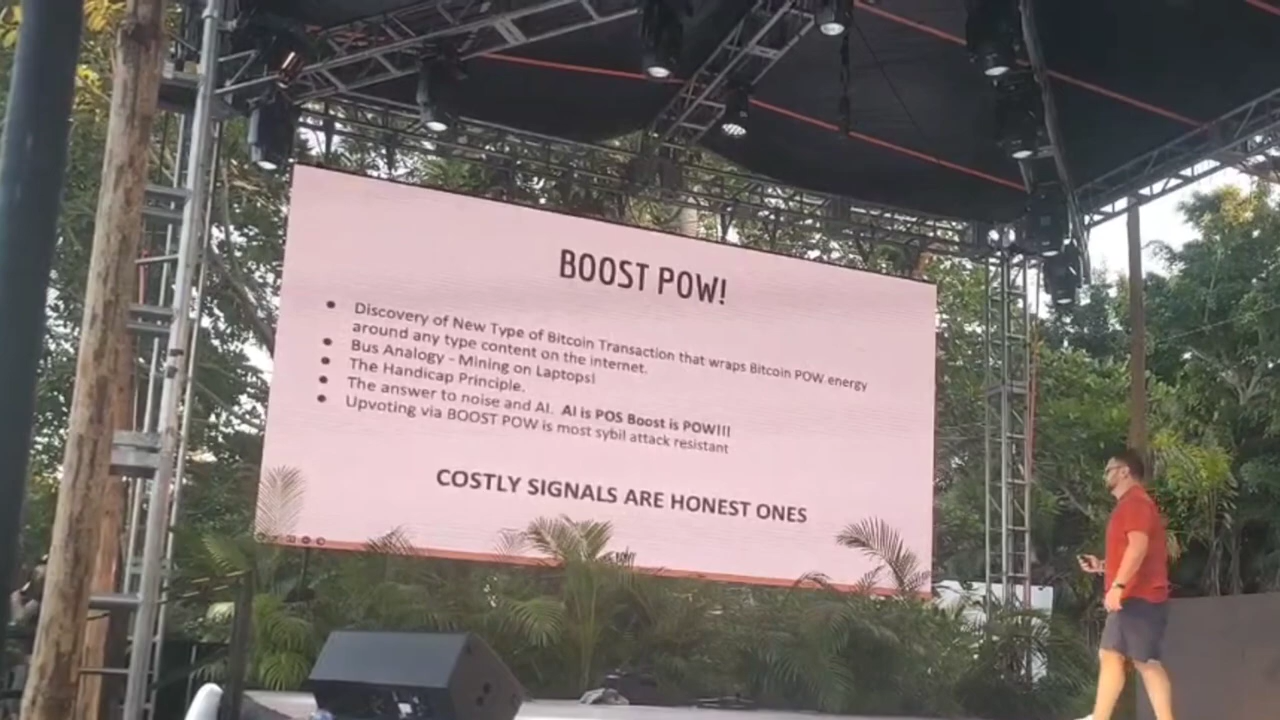 BOOST POW!
● Discovery of New Type of Bitcoin Transaction that wraps Bitcoin POW energy
around any type content on the internet.
● Bus Analogy - Mining on Laptops!
● The Handicap Principle.
● The answer to noise and AI. AI is POS Boost is POW!!!
● Upvoting via BOOST POW is most sybil attack resistant
COSTLY SIGNALS ARE HONEST ONES